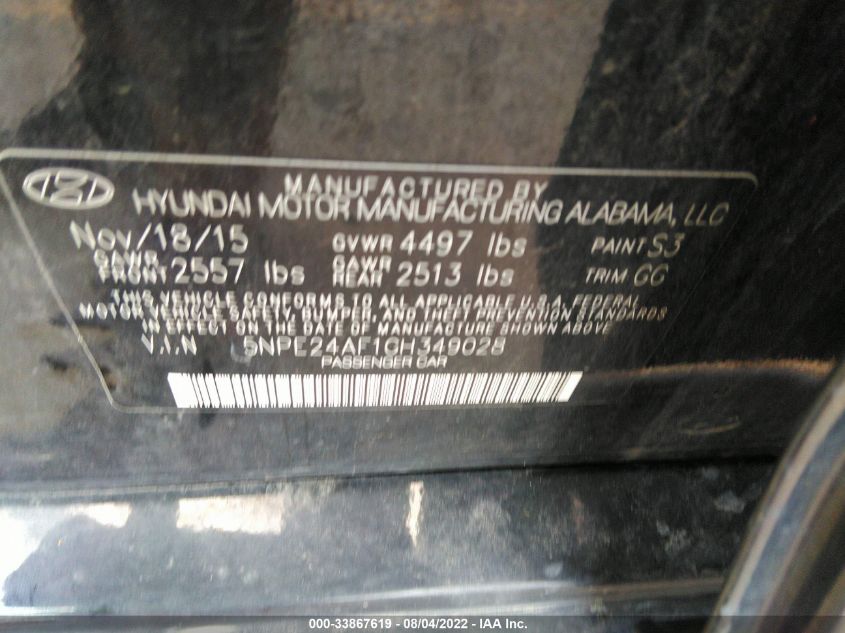 MANUFACTURED BY
HYUNDAI MOTOR MANUFACTURING ALABAMA, LLC
Nov/18/15 GVWR 4497 lbs PAINT S3
GAWR FRONT 2557 lbs GAWR REAR 2513 lbs TRIM GG
THIS VEHICLE CONFORMS TO ALL APPLICABLE U.S.A. FEDERAL
MOTOR VEHICLE SAFETY, BUMPER, AND THEFT PREVENTION STANDARDS
IN EFFECT ON THE DATE OF MANUFACTURE SHOWN ABOVE
V.I.N 5NPE24AF1GH349028
PASSENGER CAR
000-33867619 - 08/04/2022 - IAA Inc.